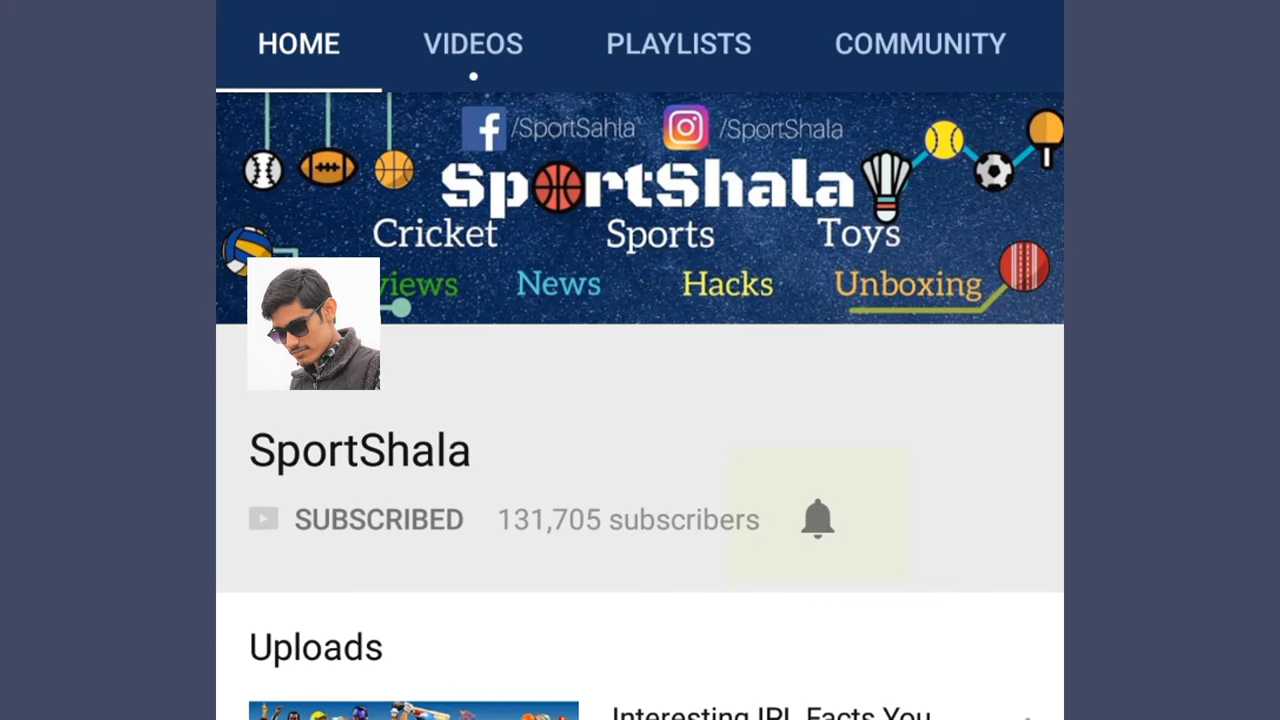 HOME VIDEOS PLAYLISTS COMMUNITY
/SportSahla /SportShala
SportShala
Cricket Sports Toys
views News Hacks Unboxing
SportShala
SUBSCRIBED 131,705 subscribers
Uploads
Interesting IPL Facts You